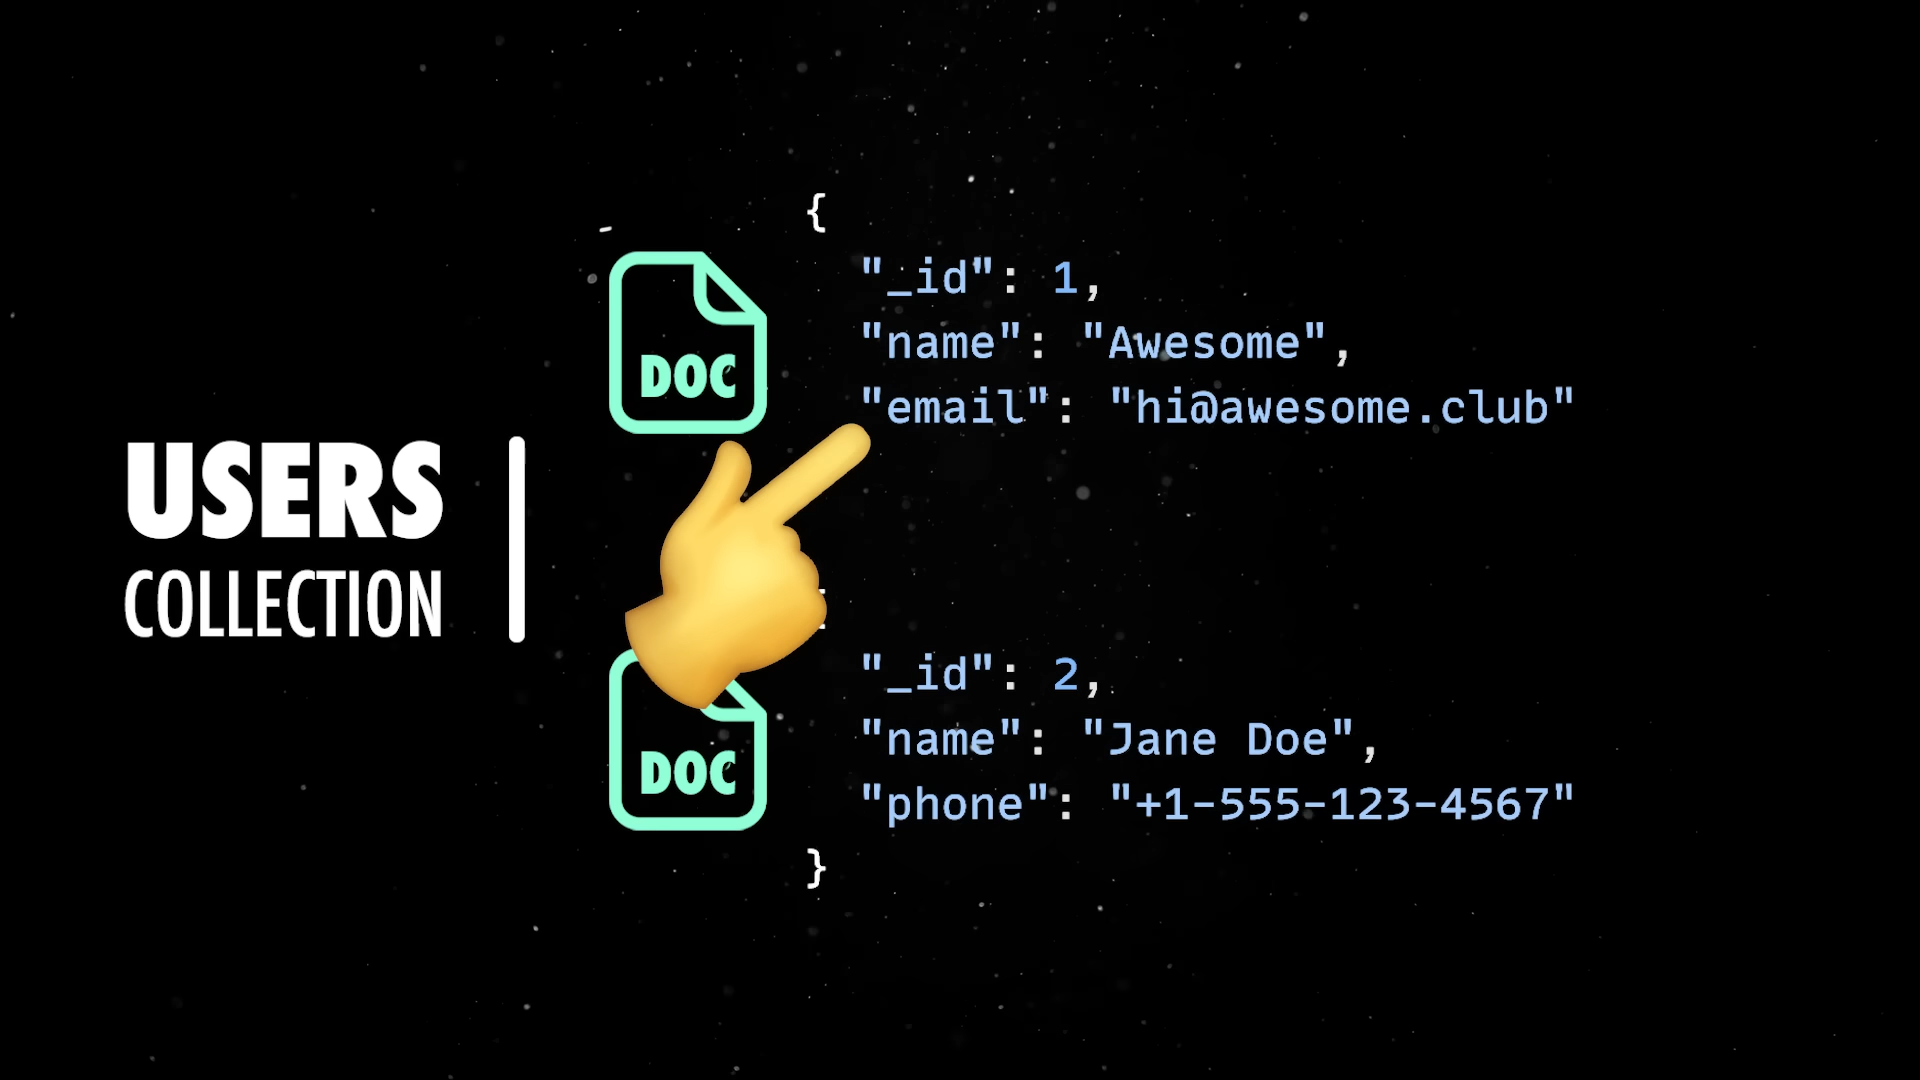 USERS
COLLECTION
DOC
{
"_id": 1,
"name": "Awesome",
"email": "hi@awesome.club"
DOC
"_id": 2,
"name": "Jane Doe",
"phone": "+1-555-123-4567"
}